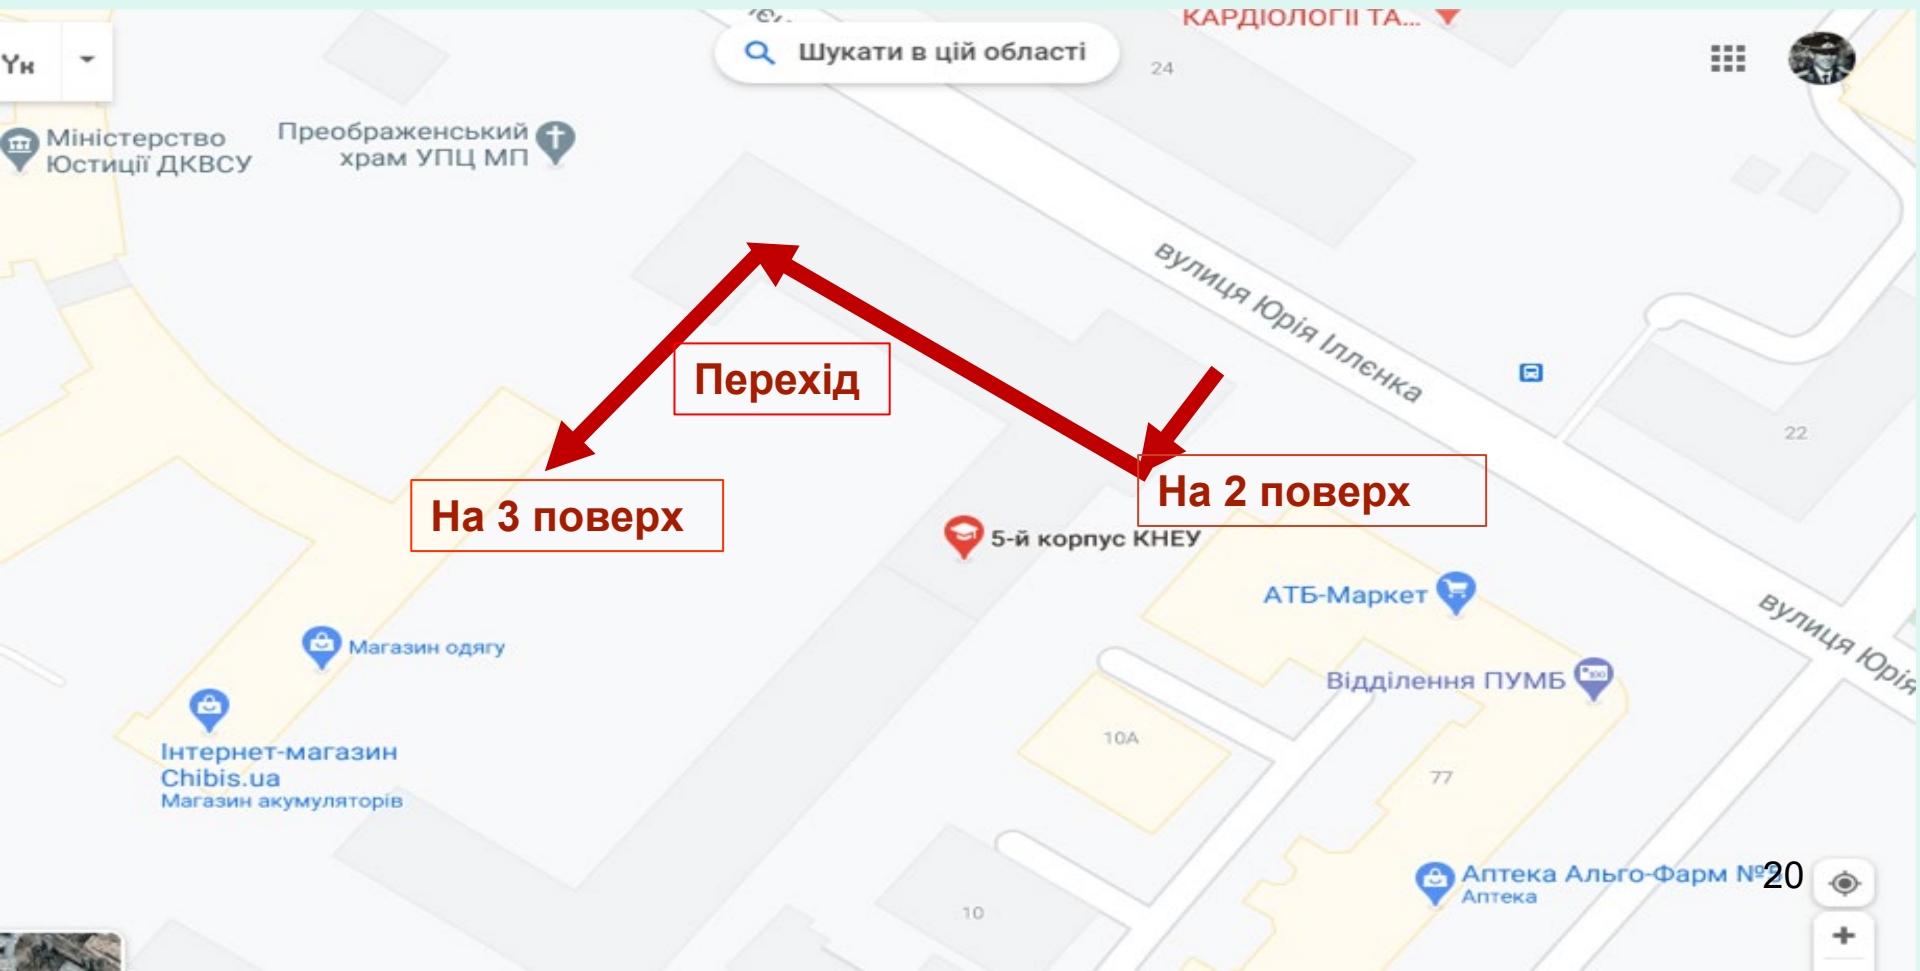 КАРДІОЛОГІЇ ТА...
Шукати в цій області
24
Міністерство
Юстиції ДКВСУ
Преображенський
храм УПЦ МП
вулиця Юрія Іллєнка
Перехід
22
На 2 поверх
На 3 поверх
5-й корпус КНЕУ
АТБ-Маркет
вулиця Юрія
Магазин одягу
Відділення ПУМБ
10А
Інтернет-магазин
Chibis.ua
Магазин акумуляторів
77
Аптека Альго-Фарм
Аптека
20
10